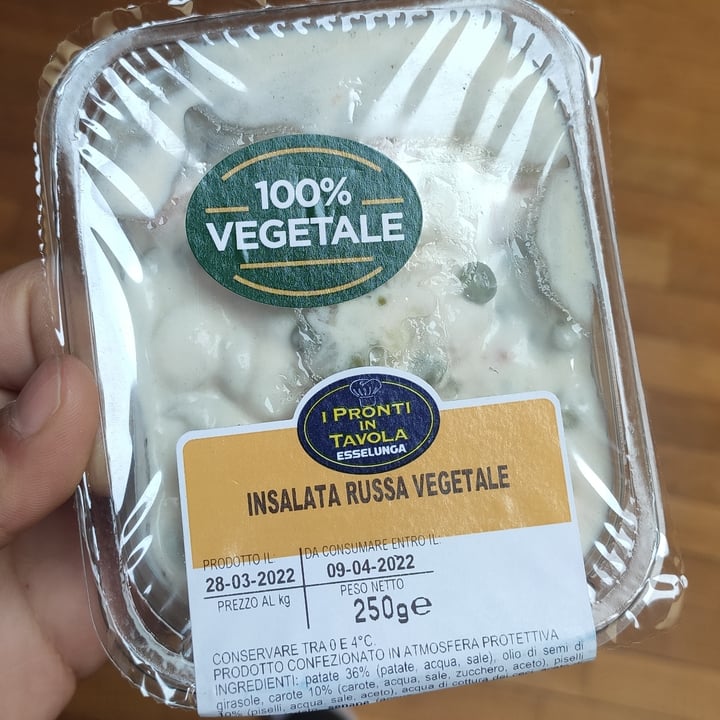 100%
VEGETALE
I PRONTI
IN
TAVOLA
ESSELUNGA
INSALATA RUSSA VEGETALE
PRODOTTO IL: DA CONSUMARE ENTRO IL:
28-03-2022 09-04-2022
PREZZO AL kg PESO NETTO
250g e
CONSERVARE TRA 0 E 4°C
PRODOTTO CONFEZIONATO IN ATMOSFERA PROTETTIVA
INGREDIENTI: patate 36% (patate, acqua, sale), olio di semi di
girasole, carote 10% (carote, acqua, sale, zucchero, aceto), piselli
10% (piselli, acqua, sale, aceto), acqua di cottura dei
senape